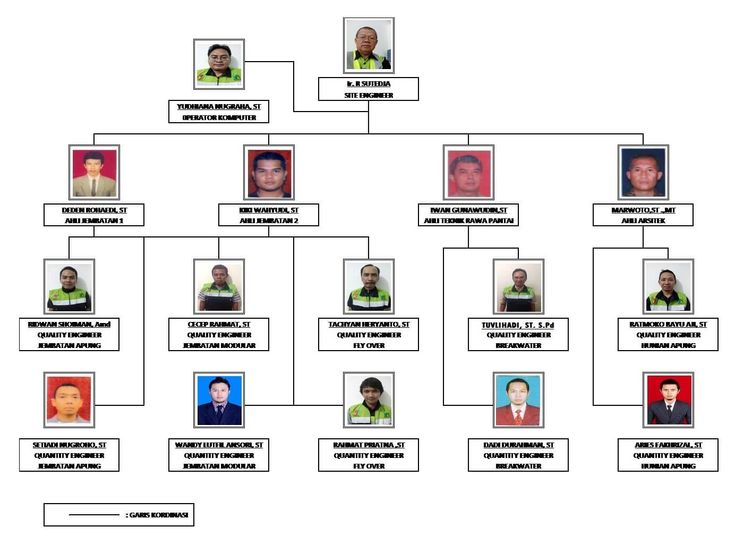 Ir. R SUTEDJA
SITE ENGINEER
YUDHIANA NUGRAHA, ST
OPERATOR KOMPUTER
DEDEN ROHAEDI, ST
AHLI JEMBATAN 1
KIKI WAHYUDI, ST
AHLI JEMBATAN 2
IWAN GUNAWUDIN,ST
AHLI TEKNIK RAWA PANTAI
MARWOTO,ST .,MT
AHLI ARSITEK
RIDWAN SHOIMAN, Amd
QUALITY ENGINEER
JEMBATAN APUNG
CECEP RAHMAT, ST
QUALITY ENGINEER
JEMBATAN MODULAR
TACHYAN HERYANTO, ST
QUALITY ENGINEER
FLY OVER
TUVLIHADI, ST. S.Pd
QUALITY ENGINEER
BREAKWATER
RATMOKO BAYU AJI, ST
QUALITY ENGINEER
HUNIAN APUNG
SETIADI NUGROHO, ST
QUANTITY ENGINEER
JEMBATAN APUNG
WANDY LUTFIL ANSORI, ST
QUANTITY ENGINEER
JEMBATAN MODULAR
RAHMAT PRIATNA ,ST
QUANTITY ENGINEER
FLY OVER
DADI DURAHMAN, ST
QUANTITY ENGINEER
BREAKWATER
ARIES FAKHRIZAL, ST
QUANTITY ENGINEER
HUNIAN APUNG
: GARIS KORDINASI